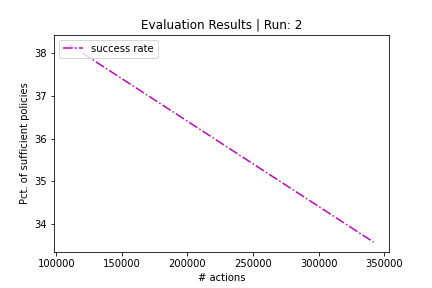 Evaluation Results | Run: 2
success rate
Pct. of sufficient policies
38
37
36
35
34
100000 150000 200000 250000 300000 350000
# actions